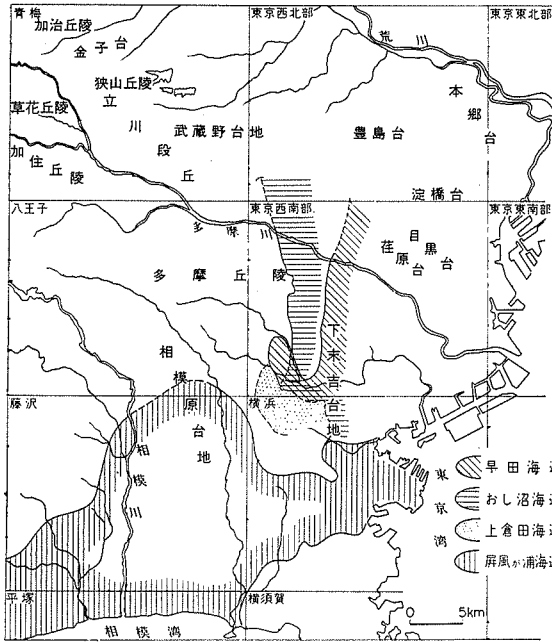 青梅
東京西北部
東京東北部
加治丘陵
金子台
狭山丘陵
荒川
草花丘陵
立川段丘
武蔵野台地
豊島台
本郷台
加住丘陵
淀橋台
八王子
東京西南部
東京東南部
多摩川
目黒台
荏原台
多摩丘陵
下末吉台地
相模原台地
藤沢
横浜
相模川
東京湾
早田海進
おし沼海進
上倉田海進
屏風が浦海進
平塚
横須賀
相模湾
0 5km